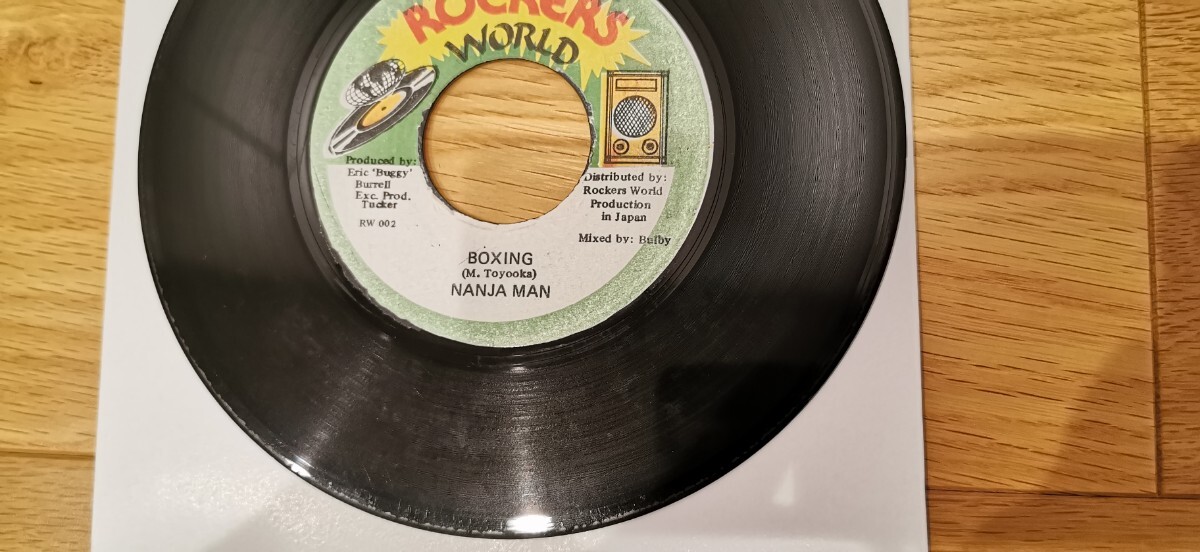 ROCKERS
WORLD
Produced by:
Eric 'Buggy'
Burrell
Exc. Prod.
Tucker
RW 002
Distributed by:
Rockers World
Production
in Japan
Mixed by: Bulby
BOXING
(M. Toyooka)
NANJA MAN